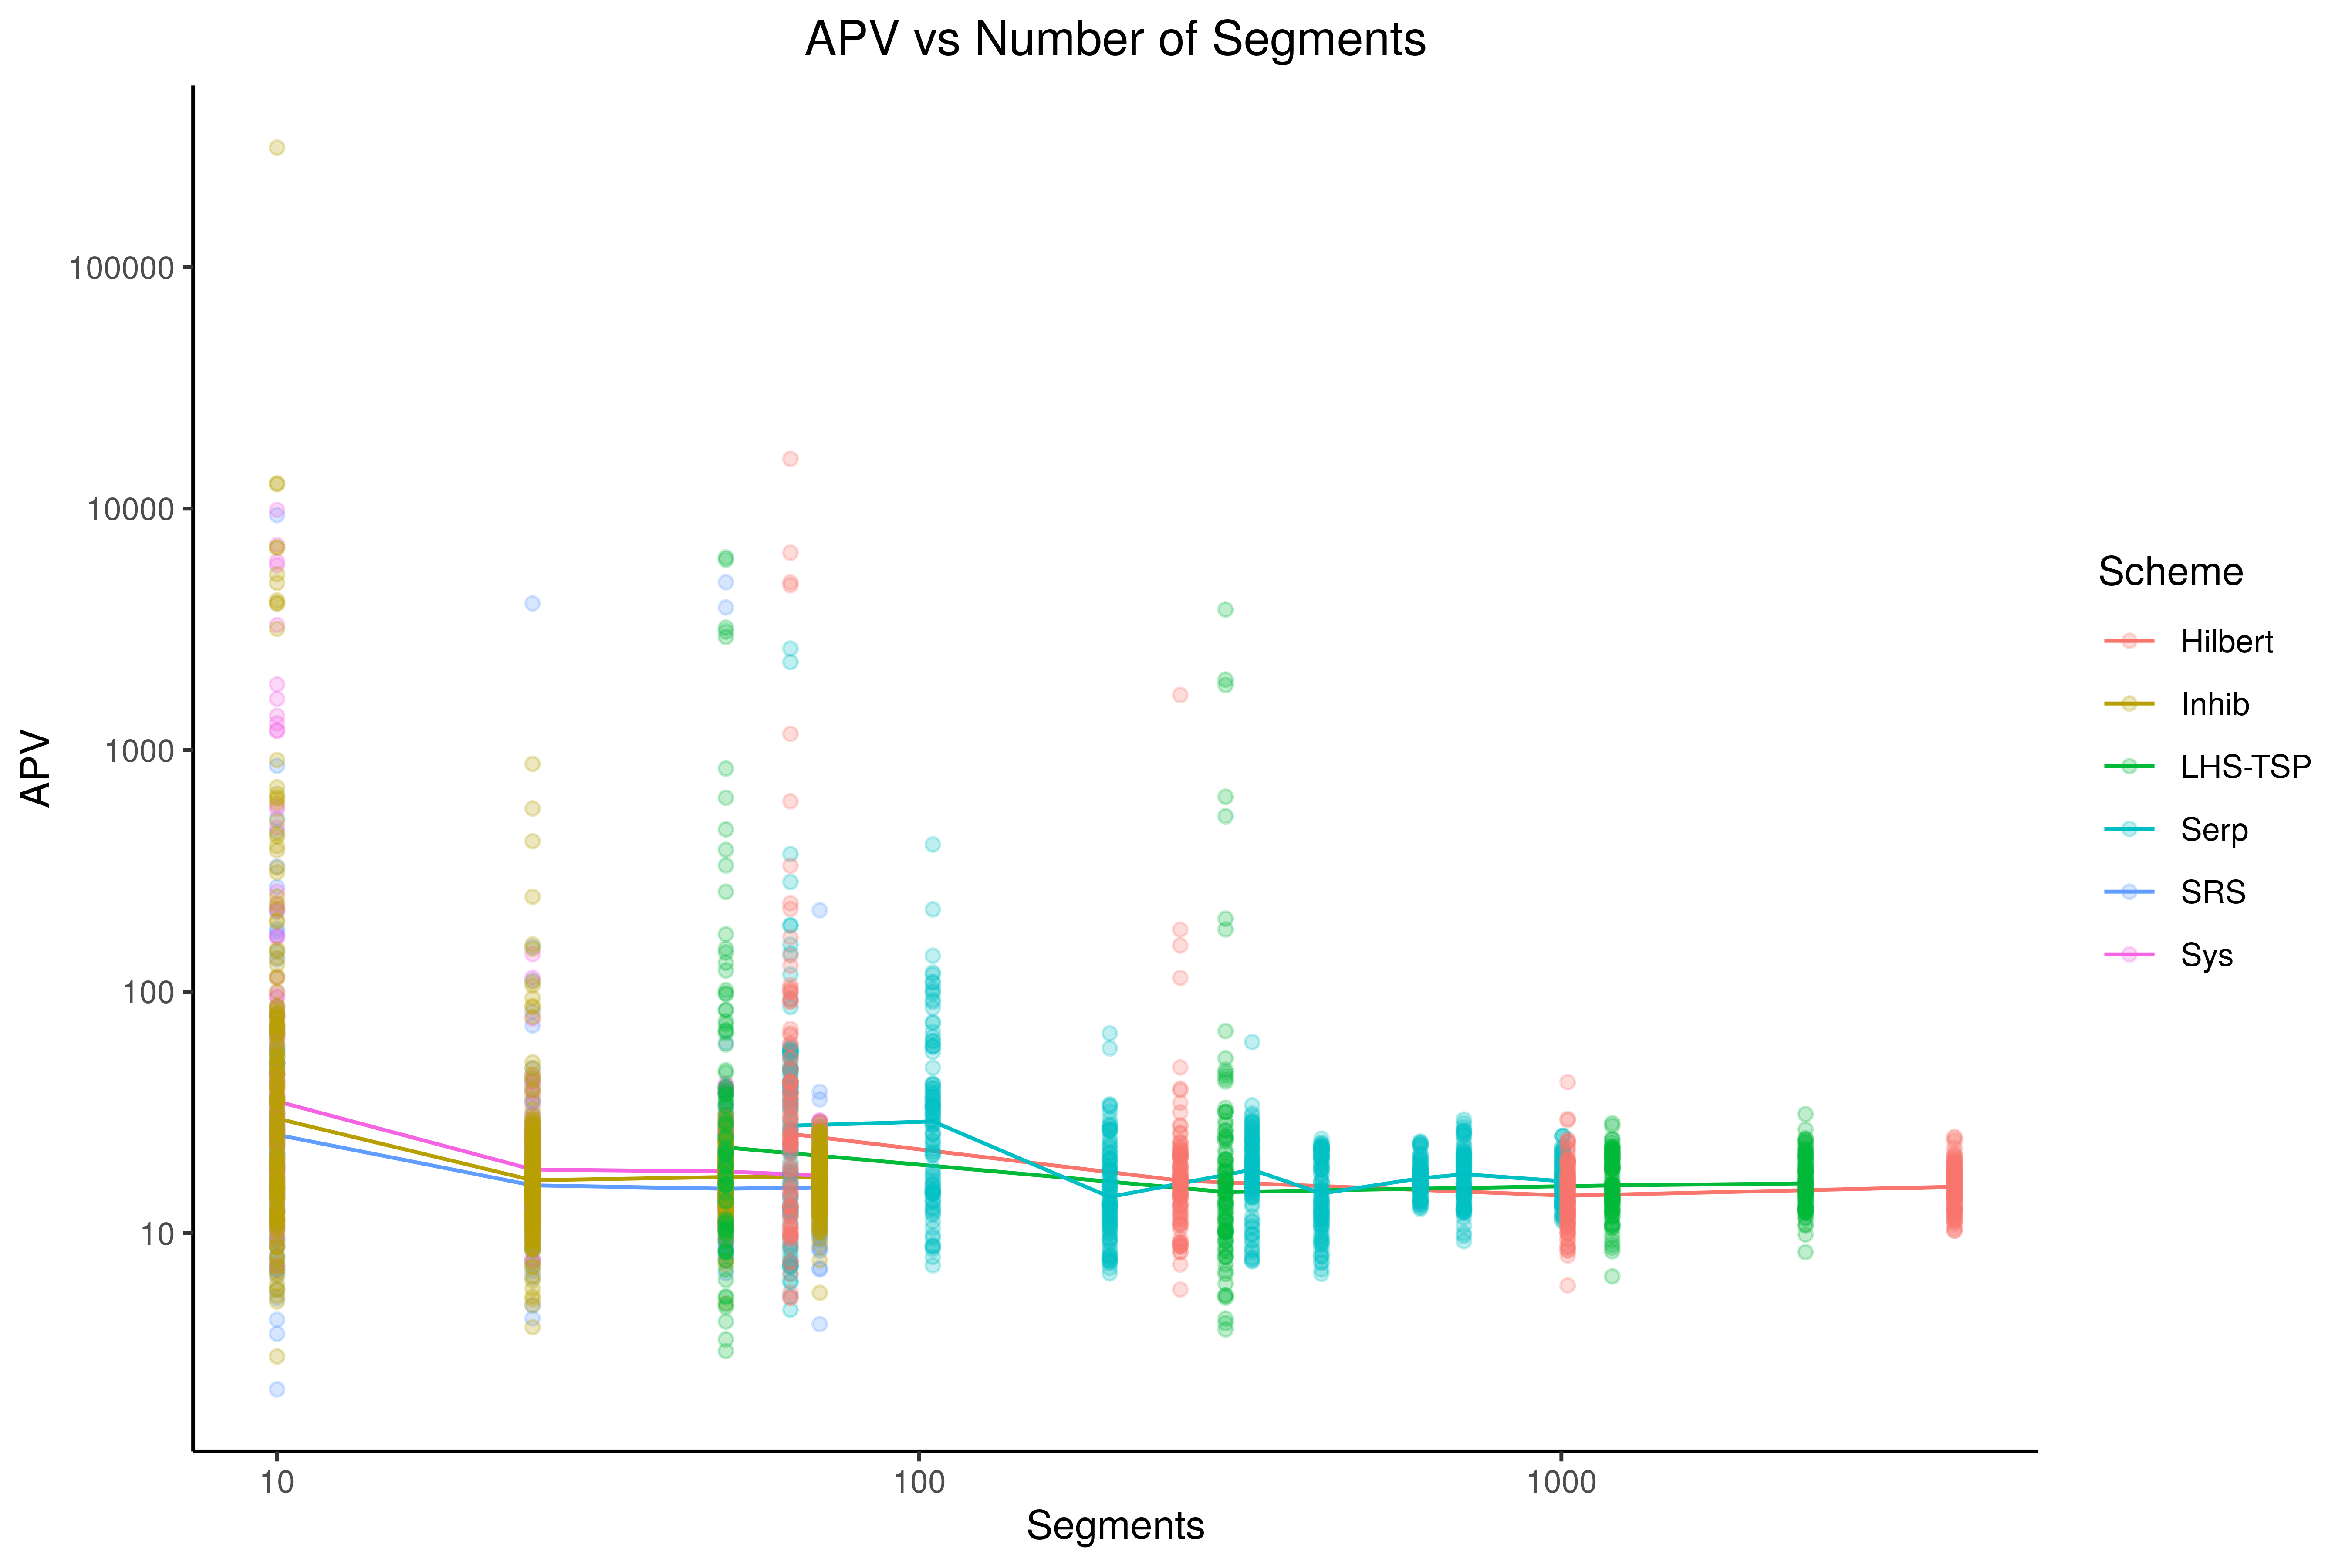 APV vs Number of Segments
APV
100000
10000
1000
100
10
10
100
1000
Segments
Scheme
Hilbert
Inhib
LHS-TSP
Serp
SRS
Sys